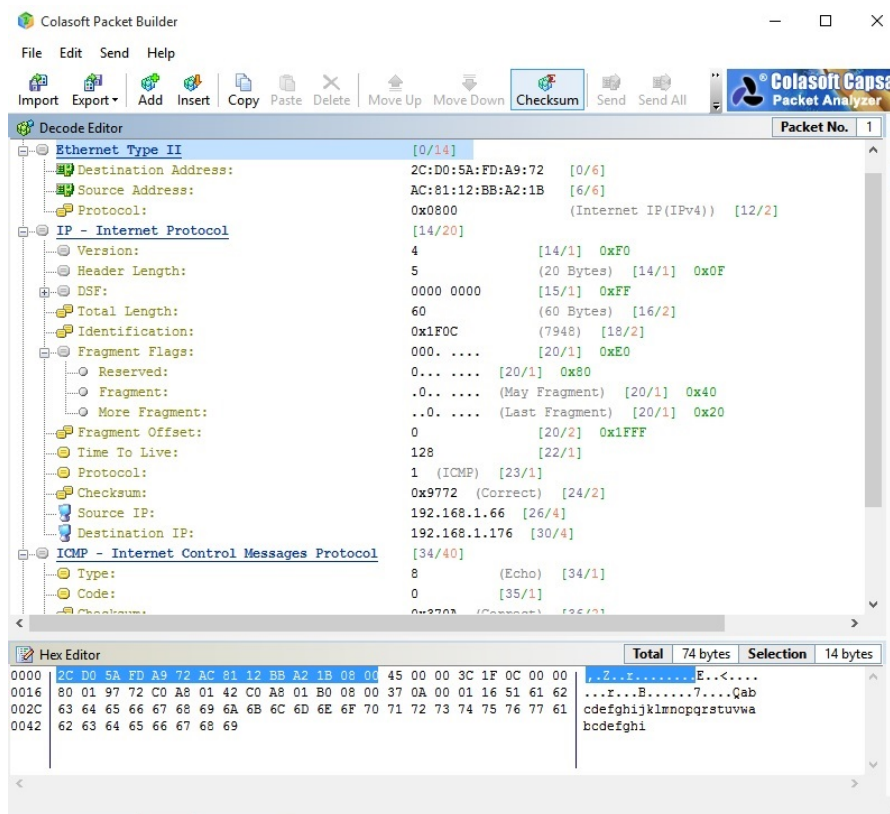 Colasoft Packet Builder
File Edit Send Help
Import Export Add Insert Copy Paste Delete Move Up Move Down Checksum Send Send All
® Colasoft Capsa
Packet Analyzer
Decode Editor Packet No. 1
Ethernet Type II [0/14]
Destination Address: 2C:D0:5A:FD:A9:72 [0/6]
Source Address: AC:81:12:BB:A2:1B [6/6]
Protocol: 0x0800 (Internet IP(IPv4)) [12/2]
IP - Internet Protocol [14/20]
Version: 4 [14/1] 0xF0
Header Length: 5 (20 Bytes) [14/1] 0x0F
DSF: 0000 0000 [15/1] 0xFF
Total Length: 60 (60 Bytes) [16/2]
Identification: 0x1F0C (7948) [18/2]
Fragment Flags: 000. .... [20/1] 0xE0
Reserved: 0... .... [20/1] 0x80
Fragment: .0.. .... (May Fragment) [20/1] 0x40
More Fragment: ..0. .... (Last Fragment) [20/1] 0x20
Fragment Offset: 0 [20/2] 0x1FFF
Time To Live: 128 [22/1]
Protocol: 1 (ICMP) [23/1]
Checksum: 0x9772 (Correct) [24/2]
Source IP: 192.168.1.66 [26/4]
Destination IP: 192.168.1.176 [30/4]
ICMP - Internet Control Messages Protocol [34/40]
Type: 8 (Echo) [34/1]
Code: 0 [35/1]
Checksum: 0x370A (Correct) [36/2]
Hex Editor Total 74 bytes Selection 14 bytes
0000 2C D0 5A FD A9 72 AC 81 12 BB A2 1B 08 00 45 00 00 3C 1F 0C 00 00 ,.Z..r........E..<....
0016 80 01 97 72 C0 A8 01 42 C0 A8 01 B0 08 00 37 0A 00 01 16 51 61 62 ...r...B......7....Qab
002C 63 64 65 66 67 68 69 6A 6B 6C 6D 6E 6F 70 71 72 73 74 75 76 77 61 cdefghijklmnopqrstuvwa
0042 62 63 64 65 66 67 68 69 bcdefghi